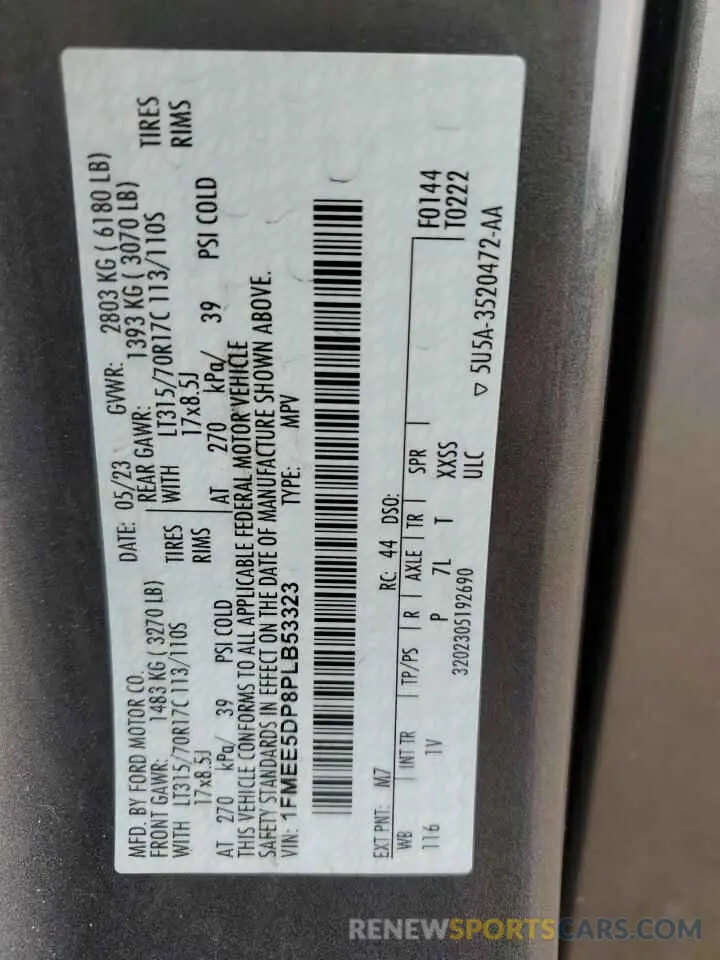 MFD. BY FORD MOTOR CO.
DATE: 05/23 GVWR: 2803 KG ( 6180 LB)
FRONT GAWR: 1483 KG ( 3270 LB)
REAR GAWR: 1393 KG ( 3070 LB)
WITH LT315/70R17C 113/110S TIRES
WITH LT315/70R17C 113/110S TIRES
17x8.5J RIMS
17x8.5J RIMS
AT 270 kPa/ 39 PSI COLD
AT 270 kPa/ 39 PSI COLD
THIS VEHICLE CONFORMS TO ALL APPLICABLE FEDERAL MOTOR VEHICLE
SAFETY STANDARDS IN EFFECT ON THE DATE OF MANUFACTURE SHOWN ABOVE.
VIN: 1FMEE5DP8PLB53323 TYPE: MPV
EXT PNT: M7 RC: 44 DSO: F0144
WB INT TR TP/PS R AXLE TR SPR T0222
116 1V P 7L T XXSS
3202305192690 ULC ▽ 5U5A-3520472-AA
RENEWSPORTSCARS.COM